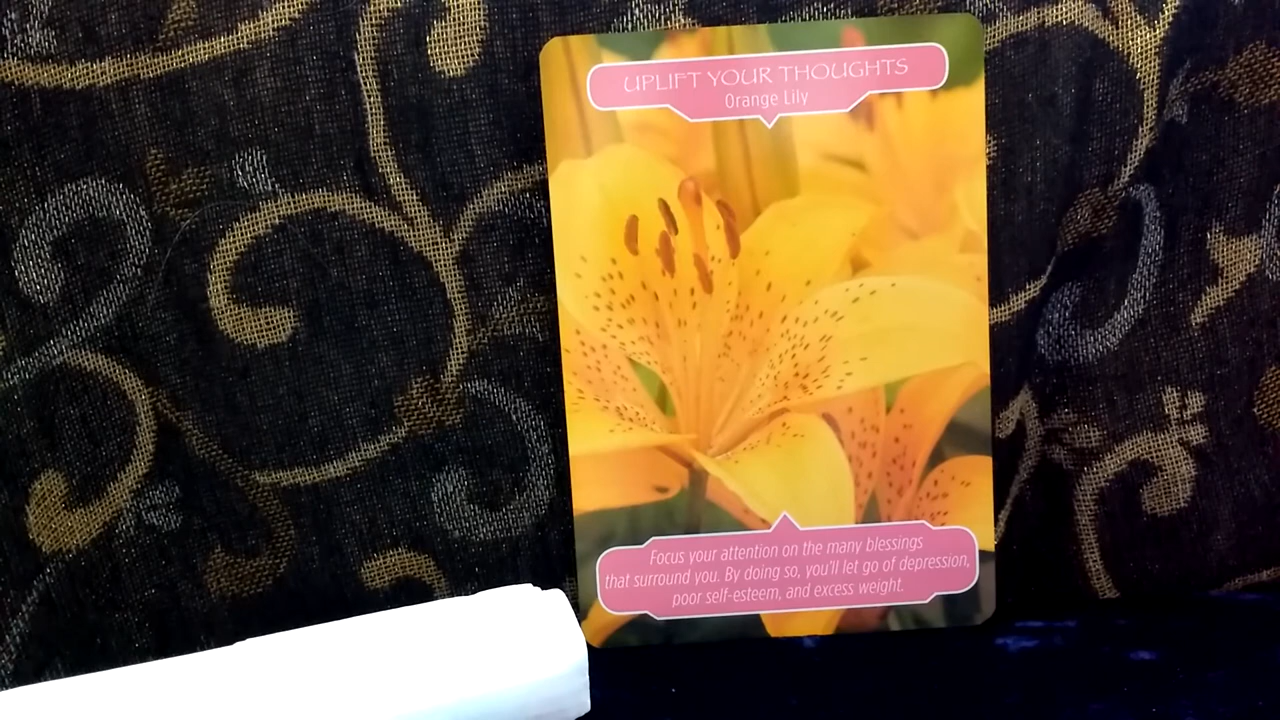 UPLIFT YOUR THOUGHTS
Orange Lily
Focus your attention on the many blessings
that surround you. By doing so, you'll let go of depression,
poor self-esteem, and excess weight.